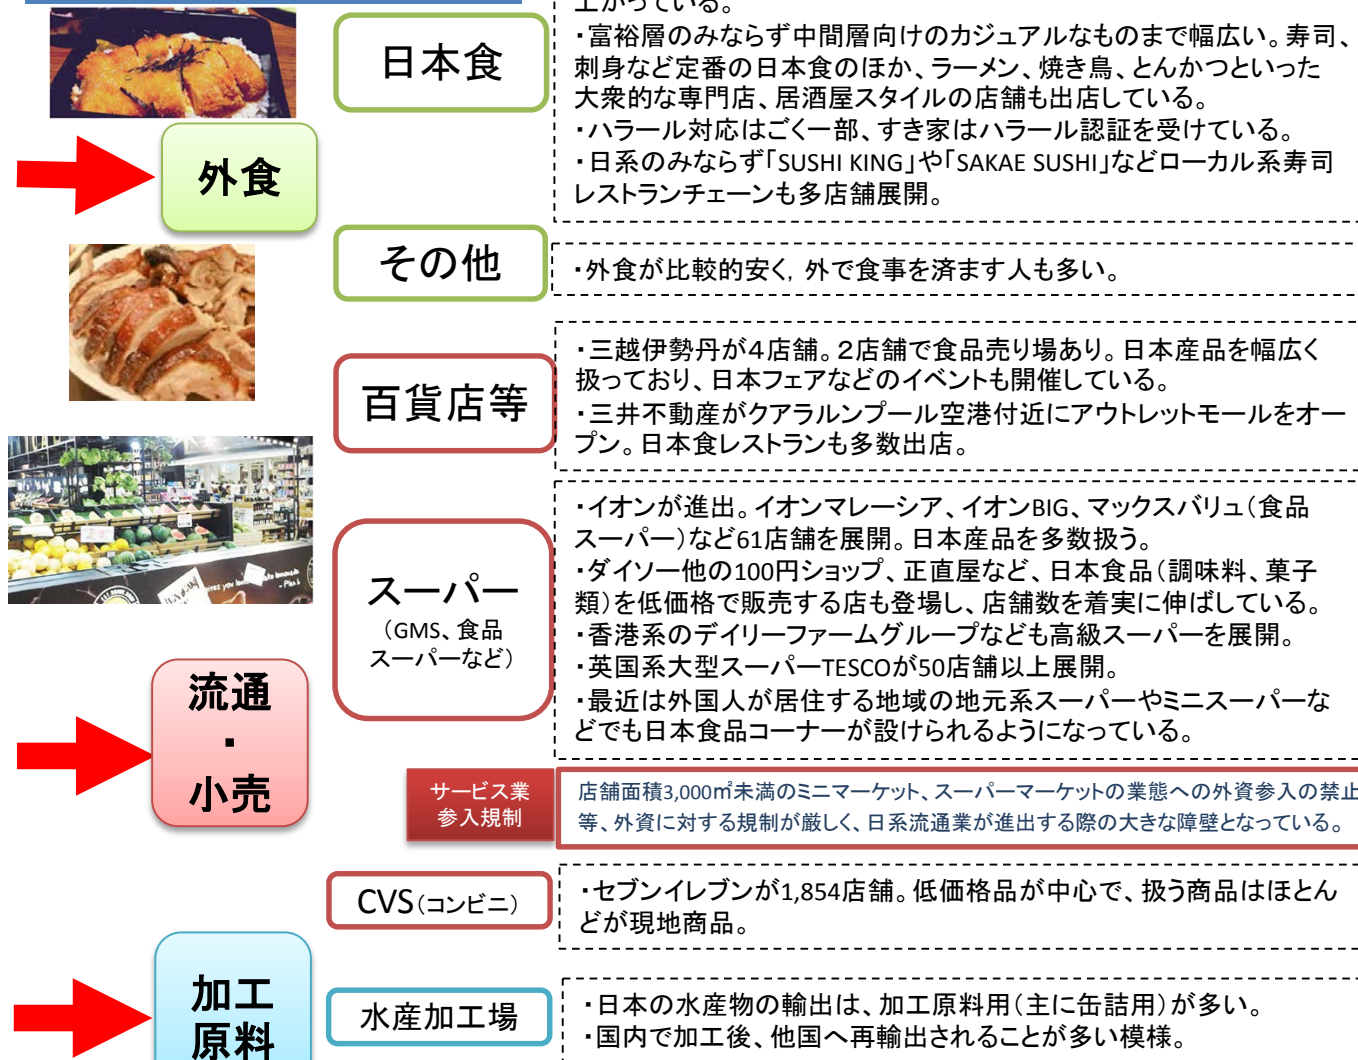 上がっている。
日本食
・富裕層のみならず中間層向けのカジュアルなものまで幅広い。寿司、
刺身など定番の日本食のほか、ラーメン、焼き鳥、とんかつといった
大衆的な専門店、居酒屋スタイルの店舗も出店している。
・ハラール対応はごく一部、すき家はハラール認証を受けている。
・日系のみならず「SUSHI KING」や「SAKAE SUSHI」などローカル系寿司
レストランチェーンも多店舗展開。
外食
その他
・外食が比較的安く, 外で食事を済ます人も多い。
百貨店等
・三越伊勢丹が4店舗。2店舗で食品売り場あり。日本産品を幅広く
扱っており、日本フェアなどのイベントも開催している。
・三井不動産がクアラルンプール空港付近にアウトレットモールをオー
プン。日本食レストランも多数出店。
スーパー
(GMS、食品
スーパーなど)
・イオンが進出。イオンマレーシア、イオンBIG、マックスバリュ(食品
スーパー)など61店舗を展開。日本産品を多数扱う。
・ダイソー他の100円ショップ、正直屋など、日本食品(調味料、菓子
類)を低価格で販売する店も登場し、店舗数を着実に伸ばしている。
・香港系のデイリーファームグループなども高級スーパーを展開。
・英国系大型スーパーTESCOが50店舗以上展開。
・最近は外国人が居住する地域の地元系スーパーやミニスーパーな
どでも日本食品コーナーが設けられるようになっている。
流通
・
小売
サービス業
参入規制
店舗面積3,000㎡未満のミニマーケット、スーパーマーケットの業態への外資参入の禁止
等、外資に対する規制が厳しく、日系流通業が進出する際の大きな障壁となっている。
CVS(コンビニ)
・セブンイレブンが1,854店舗。低価格品が中心で、扱う商品はほとん
どが現地商品。
加工
原料
水産加工場
・日本の水産物の輸出は、加工原料用(主に缶詰用)が多い。
・国内で加工後、他国へ再輸出されることが多い模様。